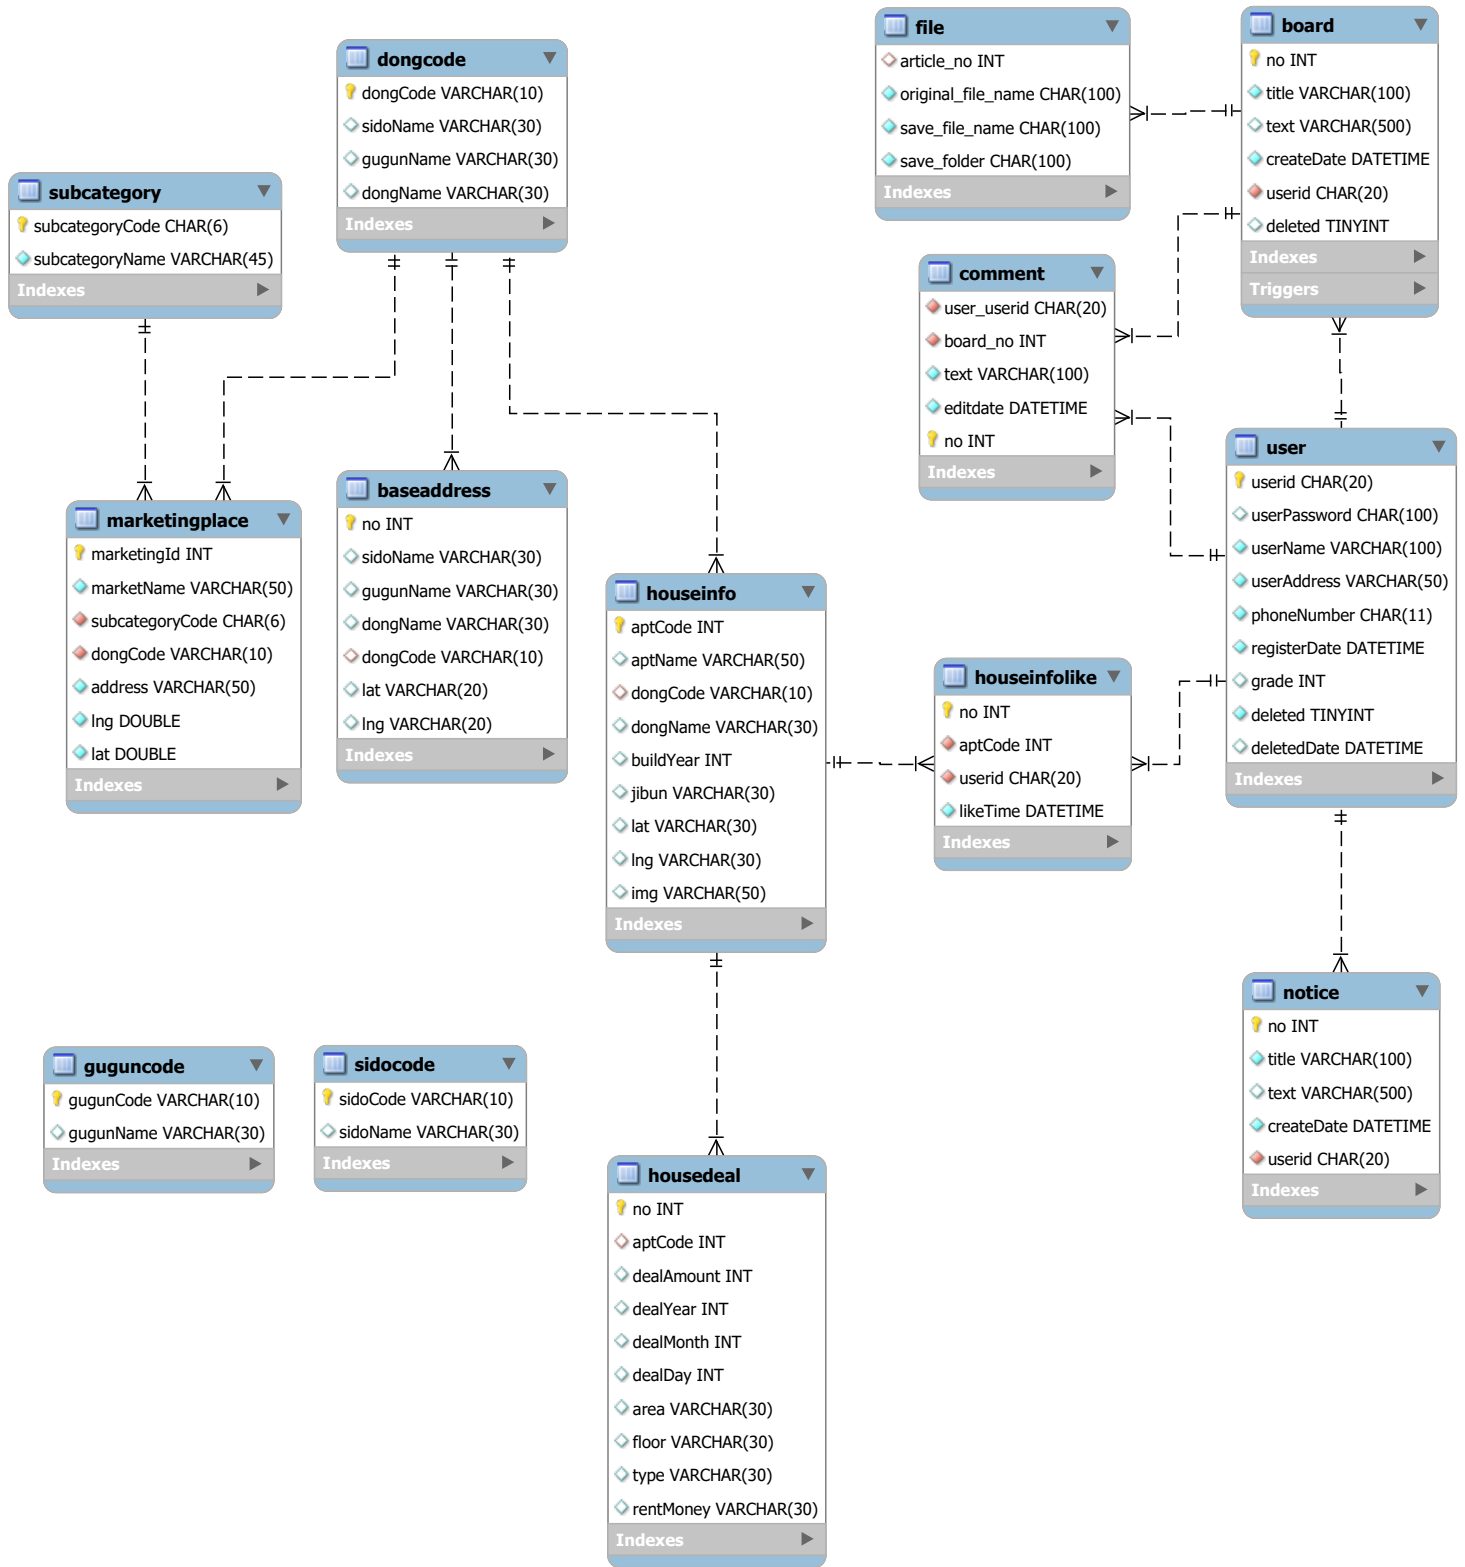 file
article_no INT
original_file_name CHAR(100)
save_file_name CHAR(100)
save_folder CHAR(100)
Indexes
board
no INT
title VARCHAR(100)
text VARCHAR(500)
createDate DATETIME
userid CHAR(20)
deleted TINYINT
Indexes
Triggers
dongcode
dongCode VARCHAR(10)
sidoName VARCHAR(30)
gugunName VARCHAR(30)
dongName VARCHAR(30)
Indexes
subcategory
subcategoryCode CHAR(6)
subcategoryName VARCHAR(45)
Indexes
comment
user_userid CHAR(20)
board_no INT
text VARCHAR(100)
editdate DATETIME
no INT
Indexes
user
userid CHAR(20)
userPassword CHAR(100)
userName VARCHAR(100)
userAddress VARCHAR(50)
phoneNumber CHAR(11)
registerDate DATETIME
grade INT
deleted TINYINT
deletedDate DATETIME
Indexes
marketingplace
marketingId INT
marketName VARCHAR(50)
subcategoryCode CHAR(6)
dongCode VARCHAR(10)
address VARCHAR(50)
lng DOUBLE
lat DOUBLE
Indexes
baseaddress
no INT
sidoName VARCHAR(30)
gugunName VARCHAR(30)
dongName VARCHAR(30)
dongCode VARCHAR(10)
lat VARCHAR(20)
lng VARCHAR(20)
Indexes
houseinfo
aptCode INT
aptName VARCHAR(50)
dongCode VARCHAR(10)
dongName VARCHAR(30)
buildYear INT
jibun VARCHAR(30)
lat VARCHAR(30)
lng VARCHAR(30)
img VARCHAR(50)
Indexes
houseinfolike
no INT
aptCode INT
userid CHAR(20)
likeTime DATETIME
Indexes
notice
no INT
title VARCHAR(100)
text VARCHAR(500)
createDate DATETIME
userid CHAR(20)
Indexes
guguncode
gugunCode VARCHAR(10)
gugunName VARCHAR(30)
Indexes
sidocode
sidoCode VARCHAR(10)
sidoName VARCHAR(30)
Indexes
housedeal
no INT
aptCode INT
dealAmount INT
dealYear INT
dealMonth INT
dealDay INT
area VARCHAR(30)
floor VARCHAR(30)
type VARCHAR(30)
rentMoney VARCHAR(30)
Indexes